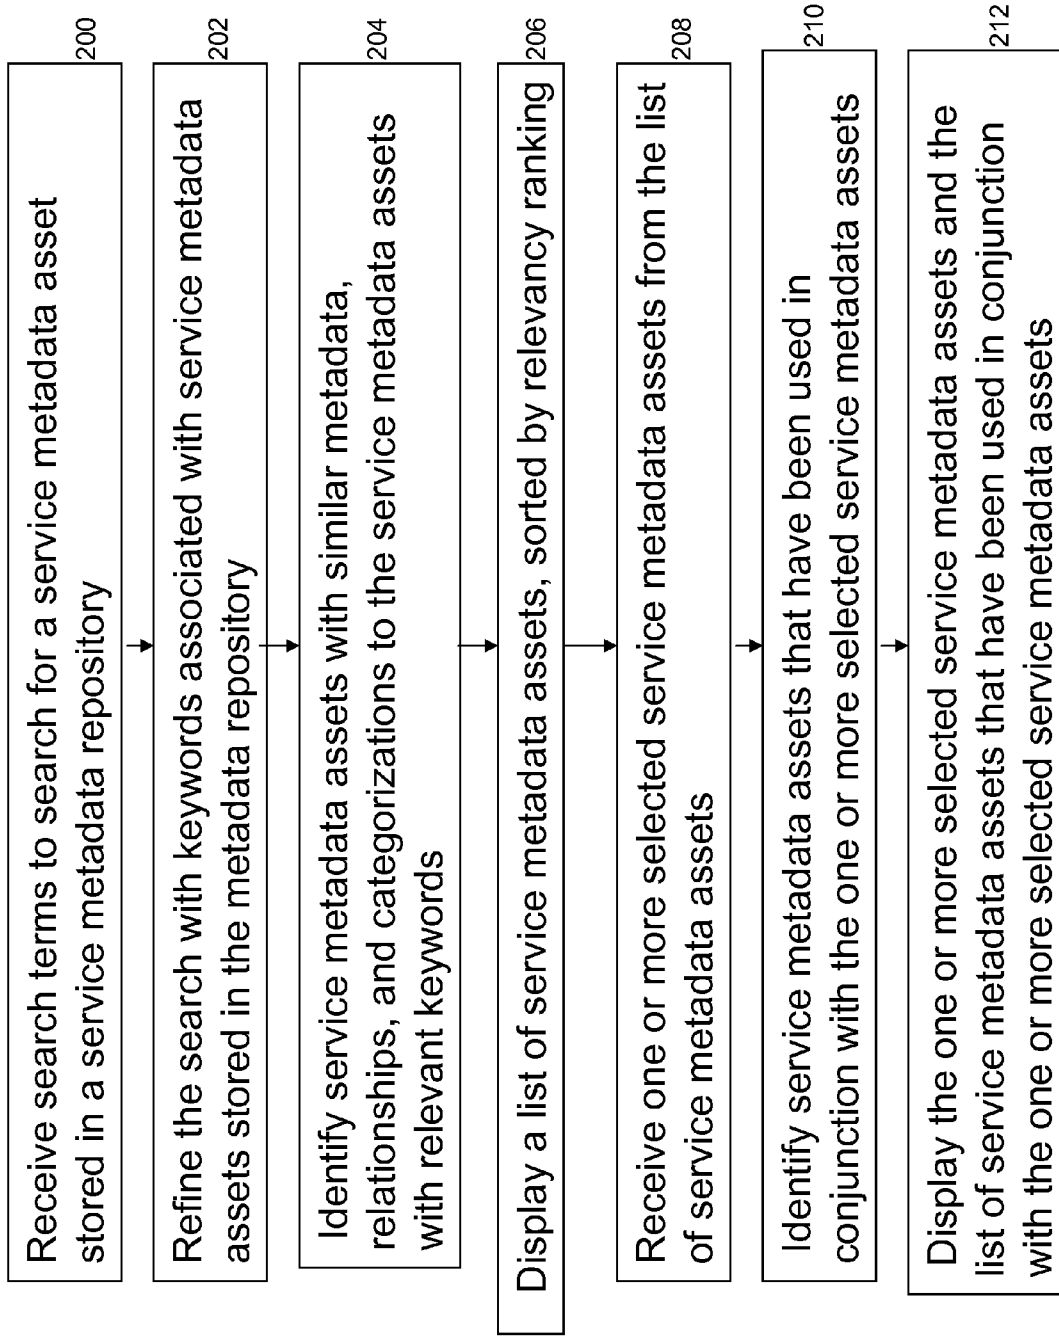 Receive search terms to search for a service metadata asset
stored in a service metadata repository
200
Refine the search with keywords associated with service metadata
assets stored in the metadata repository
202
Identify service metadata assets with similar metadata,
relationships, and categorizations to the service metadata assets
with relevant keywords
204
Display a list of service metadata assets, sorted by relevancy ranking
206
Receive one or more selected service metadata assets from the list
of service metadata assets
208
Identify service metadata assets that have been used in
conjunction with the one or more selected service metadata assets
210
Display the one or more selected service metadata assets and the
list of service metadata assets that have been used in conjunction
with the one or more selected service metadata assets
212